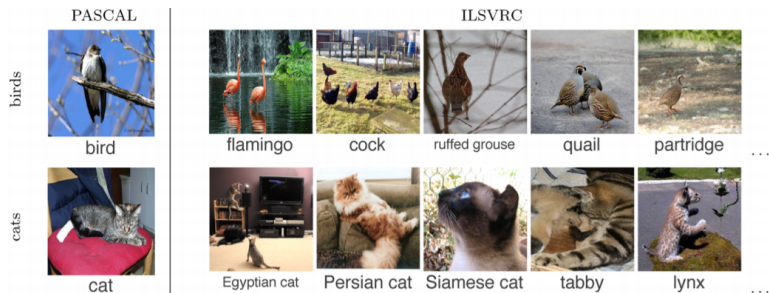 PASCAL
ILSVRC
birds
bird
flamingo
cock
ruffed grouse
quail
partridge
...
cats
cat
Egyptian cat
Persian cat
Siamese cat
tabby
lynx
...